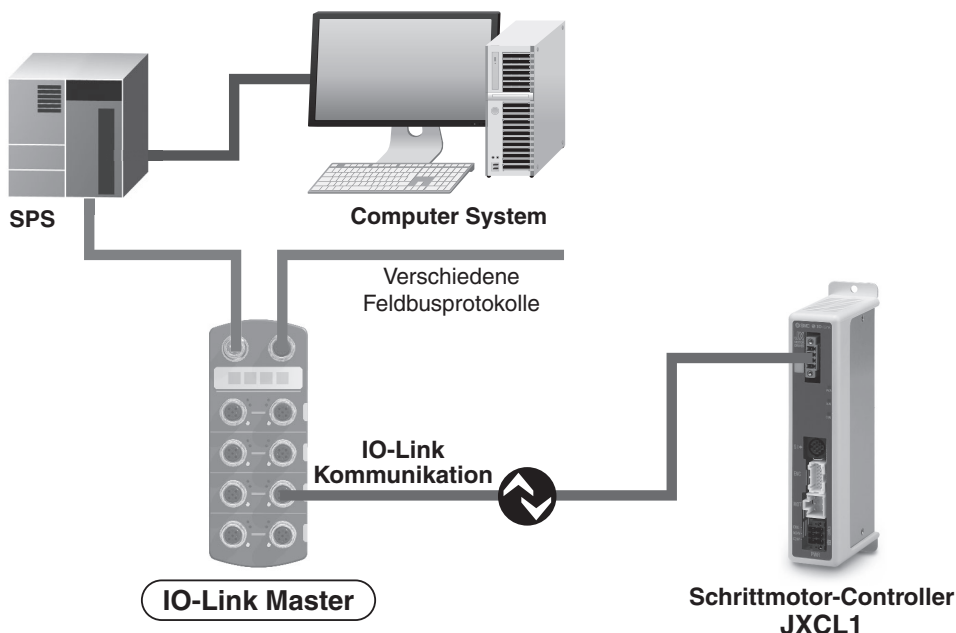 SPS
Computer System
Verschiedene
Feldbusprotokolle
IO-Link
Kommunikation
IO-Link Master
Schrittmotor-Controller
JXCL1